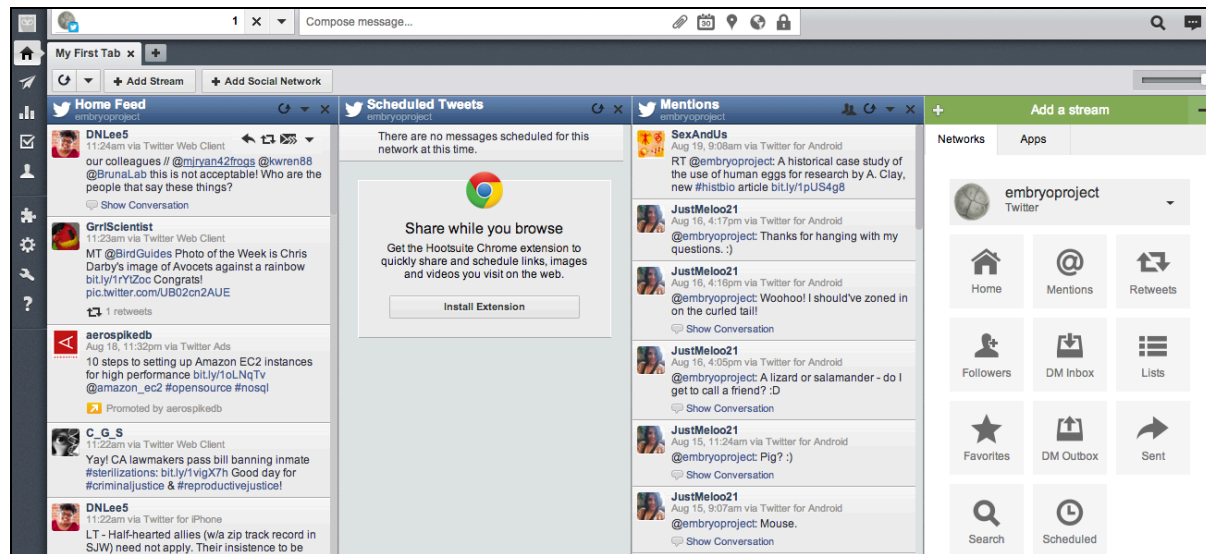 1
Compose message...
30
My First Tab
Add Stream
Add Social Network
Home Feed
embryoproject
DNLee5
11:24am via Twitter Web Client
our colleagues // @mjryan42frogs @kwren88
@BrunaLab this is not acceptable! Who are the
people that say these things?
Show Conversation
GrrlScientist
11:23am via Twitter Web Client
MT @BirdGuides Photo of the Week is Chris
Darby's image of Avocets against a rainbow
bit.ly/1rYtZoc Congrats!
pic.twitter.com/UB02cn2AUE
1 retweets
aerospikedb
Aug 18, 11:32pm via Twitter Ads
10 steps to setting up Amazon EC2 instances
for high performance bit.ly/1oLNqTv
@amazon_ec2 #opensource #nosql
Promoted by aerospikedb
C_G_S
11:22am via Twitter Web Client
Yay! CA lawmakers pass bill banning inmate
#sterilizations: bit.ly/1vigX7h Good day for
#criminaljustice & #reproductivejustice!
DNLee5
11:22am via Twitter for iPhone
LT - Half-hearted allies (w/a zip track record in
SJW) need not apply. Their insistence to be
Scheduled Tweets
embryoproject
There are no messages scheduled for this
network at this time.
Share while you browse
Get the Hootsuite Chrome extension to
quickly share and schedule links, images
and videos you visit on the web.
Install Extension
Mentions
embryoproject
SexAndUs
Aug 19, 9:08am via Twitter for Android
RT @embryoproject: A historical case study of
the use of human eggs for research by A. Clay,
new #histbio article bit.ly/1pUS4g8
JustMeloo21
Aug 16, 4:17pm via Twitter for Android
@embryoproject: Thanks for hanging with my
questions. :)
JustMeloo21
Aug 16, 4:16pm via Twitter for Android
@embryoproject: Woohoo! I should've zoned in
on the curled tail!
Show Conversation
JustMeloo21
Aug 16, 4:05pm via Twitter for Android
@embryoproject: A lizard or salamander - do I
get to call a friend? :D
Show Conversation
JustMeloo21
Aug 15, 11:24am via Twitter for Android
@embryoproject: Pig? :)
Show Conversation
JustMeloo21
Aug 15, 9:07am via Twitter for Android
@embryoproject: Mouse.
Show Conversation
Add a stream
Networks
Apps
embryoproject
Twitter
Home
Mentions
Retweets
Followers
DM Inbox
Lists
Favorites
DM Outbox
Sent
Search
Scheduled